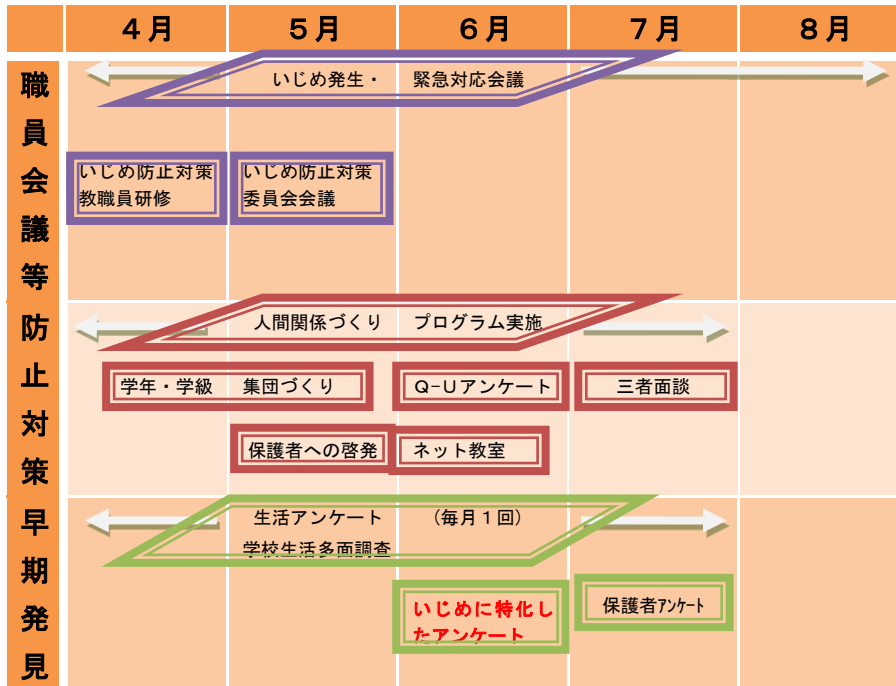 ４月 ５月 ６月 ７月 ８月
職員会議等
いじめ発生・ 緊急対応会議
いじめ防止対策
教職員研修
いじめ防止対策
委員会会議
防止対策
人間関係づくり プログラム実施
学年・学級 集団づくり
Ｑ−Ｕアンケート
三者面談
保護者への啓発
ネット教室
早期発見
生活アンケート （毎月１回）
学校生活多面調査
いじめに特化し
たアンケート
保護者ｱﾝｹｰﾄ